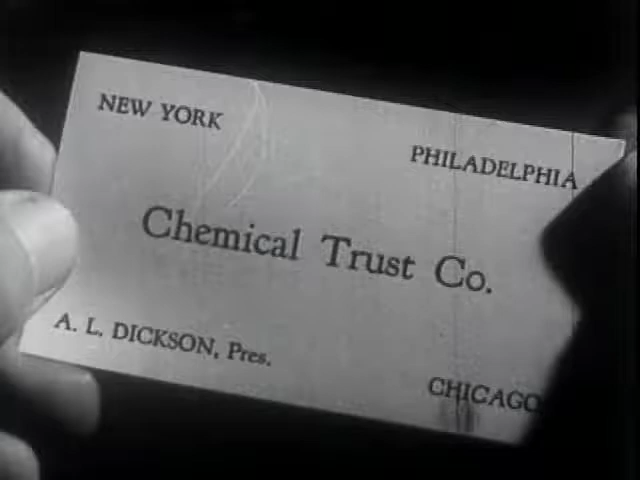 NEW YORK
PHILADELPHIA
Chemical Trust Co.
A. L. DICKSON, Pres.
CHICAGO